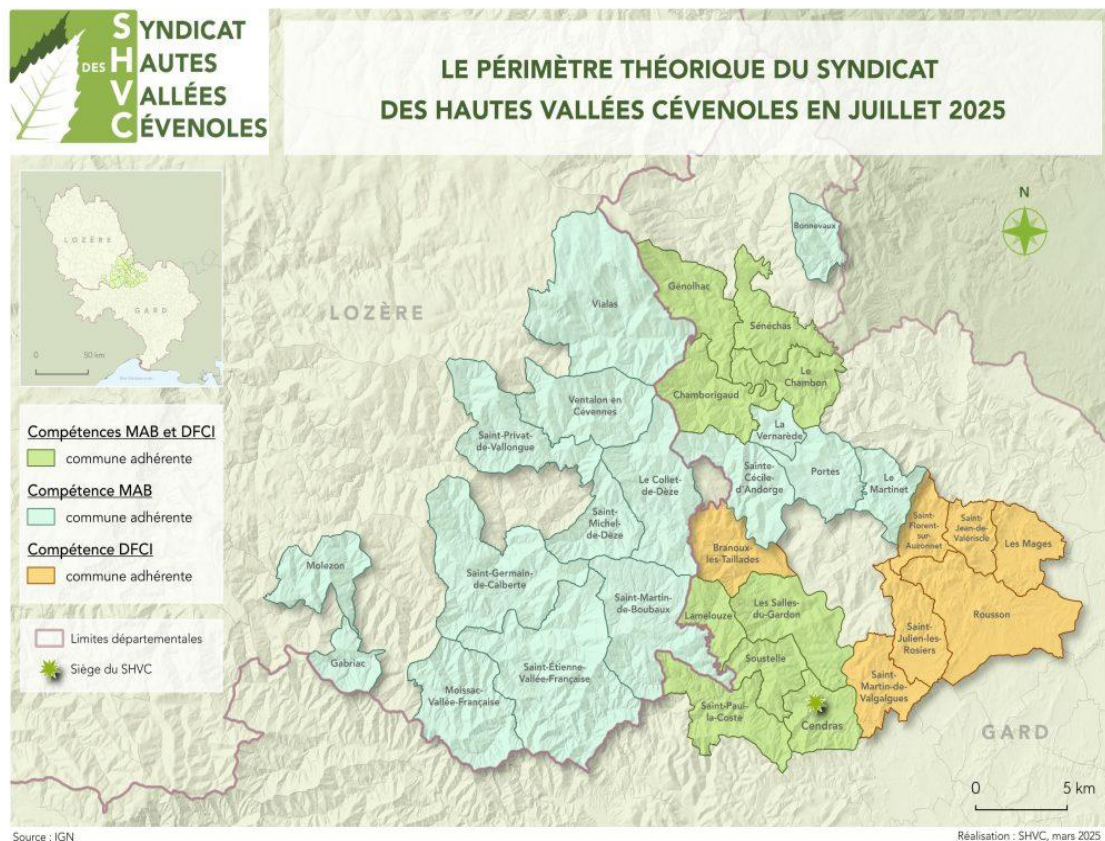 SYNDICAT
DES HAUTES
VALLÉES
CÉVENOLES
LE PÉRIMÈTRE THÉORIQUE DU SYNDICAT
DES HAUTES VALLÉES CÉVENOLES EN JUILLET 2025
LOZÈRE
GARD
0 50 km
Compétences MAB et DFCI
commune adhérente
Compétence MAB
commune adhérente
Compétence DFCI
commune adhérente
Limites départementales
Siège du SHVC
N
LOZÈRE
GARD
Bonnevaux
Génolhac
Vialas
Sénéchas
Le
Chambon
Chamborigaud
Ventalon en
Cévennes
La
Vernarède
Saint-Privat-
de-Vallongue
Le Collet-
de-Dèze
Sainte-
Cécile-
d'Andorge
Portes
Le
Martinet
Saint-
Michel-
de-Dèze
Saint-
Florent-
sur-
Auzonnet
Saint-
Jean-de-
Valériscle
Les Mages
Branoux-
les-Taillades
Molezon
Saint-Germain-
de-Calberte
Saint-Martin-
de-Boubaux
Lamelouze
Les Salles-
du-Gardon
Rousson
Saint-
Julien-les-
Rosiers
Gabriac
Saint-Étienne-
Vallée-Française
Soustelle
Saint-
Martin-de-
Valgalgues
Moissac-
Vallée-Française
Saint-Paul-
la-Coste
Cendras
0 5 km
Source : IGN
Réalisation : SHVC, mars 2025